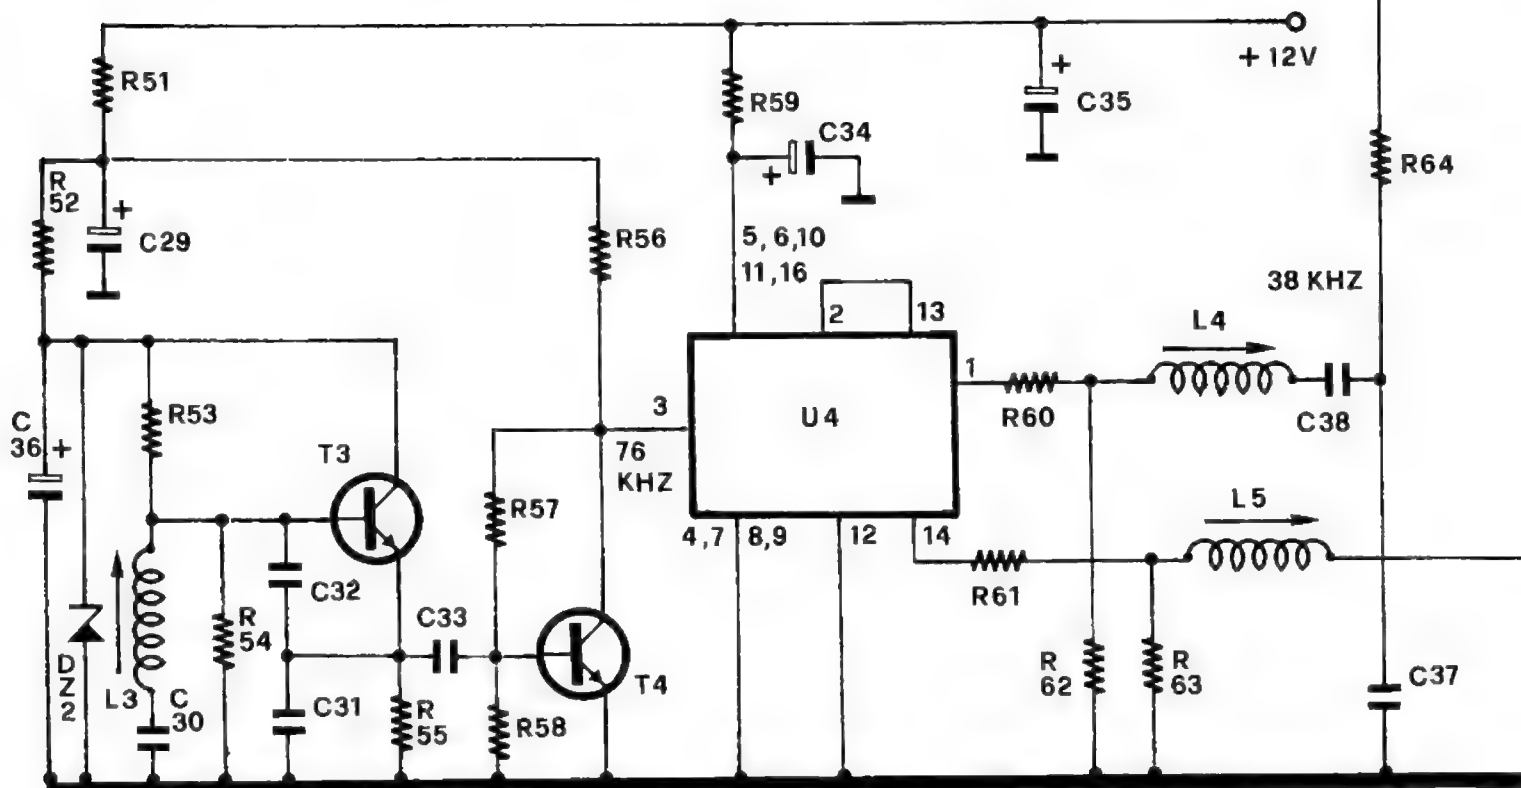 R51
R59
+
C35
+ 12V
C34
+
R64
R
52
+
C29
R56
5, 6,10
11,16
2
13
38 KHZ
L4
1
R60
C38
C
36 +
R53
T3
3
U4
76
KHZ
R57
4,7
8,9
12
14
L5
R61
C32
R
54
C33
D
Z
2
L3
C
30
C31
R
55
R58
T4
R
62
R
63
C37